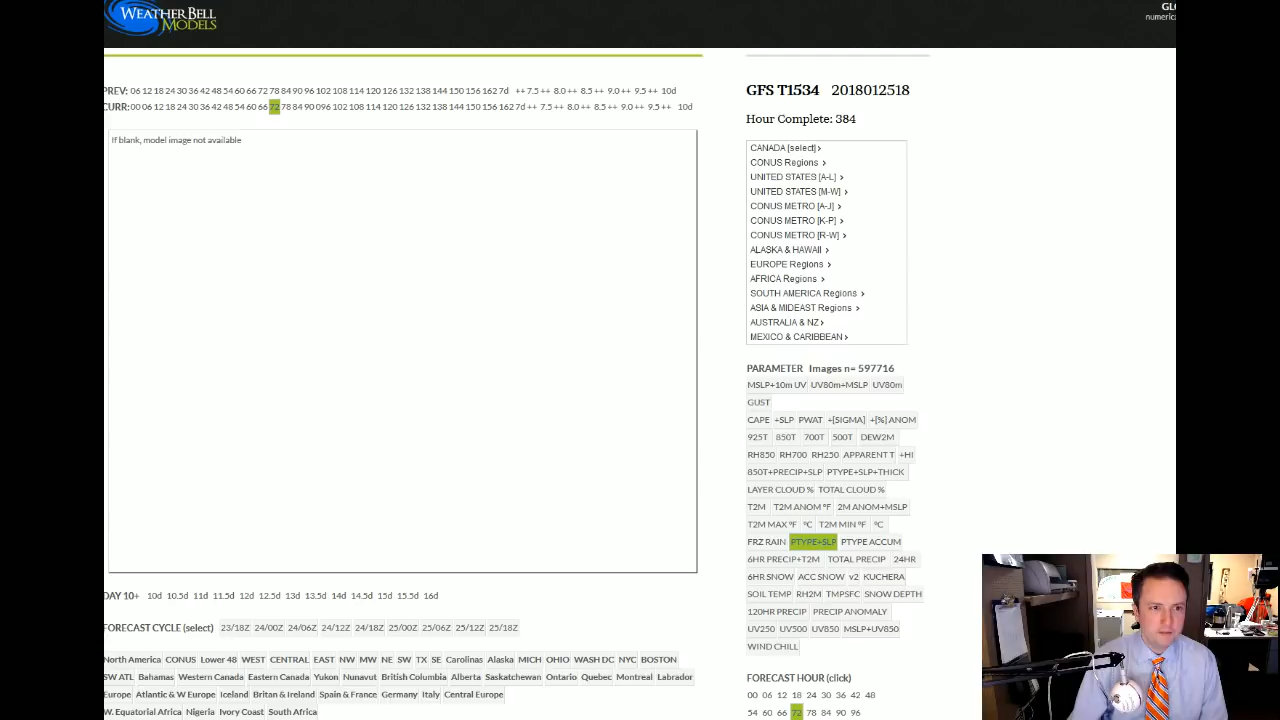 WEATHERBELL
MODELS
GL
numerica
PREV: 06 12 18 24 30 36 42 48 54 60 66 72 78 84 90 96 102 108 114 120 126 132 138 144 150 156 162 7d ++ 7.5 ++ 8.0 ++ 8.5 ++ 9.0 ++ 9.5 ++ 10d
CURR:00 06 12 18 24 30 36 42 48 54 60 66 72 78 84 90 096 102 108 114 120 126 132 138 144 150 156 162 7d ++ 7.5 ++ 8.0 ++ 8.5 ++ 9.0 ++ 9.5 ++ 10d
If blank, model image not available
DAY 10+ 10d 10.5d 11d 11.5d 12d 12.5d 13d 13.5d 14d 14.5d 15d 15.5d 16d
FORECAST CYCLE (select) 23/18Z 24/00Z 24/06Z 24/12Z 24/18Z 25/00Z 25/06Z 25/12Z 25/18Z
North America CONUS Lower 48 WEST CENTRAL EAST NW MW NE SW TX SE Carolinas Alaska MICH OHIO WASH DC NYC BOSTON
SW ATL Bahamas Western Canada Eastern Canada Yukon Nunavut British Columbia Alberta Saskatchewan Ontario Quebec Montreal Labrador
Europe Atlantic & W Europe Iceland Britan & Ireland Spain & France Germany Italy Central Europe
W. Equatorial Africa Nigeria Ivory Coast South Africa
GFS T1534 2018012518
Hour Complete: 384
CANADA [select] ›
CONUS Regions ›
UNITED STATES [A-L] ›
UNITED STATES [M-W] ›
CONUS METRO [A-J] ›
CONUS METRO [K-P] ›
CONUS METRO [R-W] ›
ALASKA & HAWAII ›
EUROPE Regions ›
AFRICA Regions ›
SOUTH AMERICA Regions ›
ASIA & MIDEAST Regions ›
AUSTRALIA & NZ ›
MEXICO & CARIBBEAN ›
PARAMETER Images n= 597716
MSLP+10m UV UV80m+MSLP UV80m
GUST
CAPE +SLP PWAT +[SIGMA] +[%] ANOM
925T 850T 700T 500T DEW2M
RH850 RH700 RH250 APPARENT T +HI
850T+PRECIP+SLP PTYPE+SLP+THICK
LAYER CLOUD % TOTAL CLOUD %
T2M T2M ANOM °F 2M ANOM+MSLP
T2M MAX °F °C T2M MIN °F °C
FRZ RAIN PTYPE+SLP PTYPE ACCUM
6HR PRECIP+T2M TOTAL PRECIP 24HR
6HR SNOW ACC SNOW v2 KUCHERA
SOIL TEMP RH2M TMPSFC SNOW DEPTH
120HR PRECIP PRECIP ANOMALY
UV250 UV500 UV850 MSLP+UV850
WIND CHILL
FORECAST HOUR (click)
00 06 12 18 24 30 36 42 48
54 60 66 72 78 84 90 96